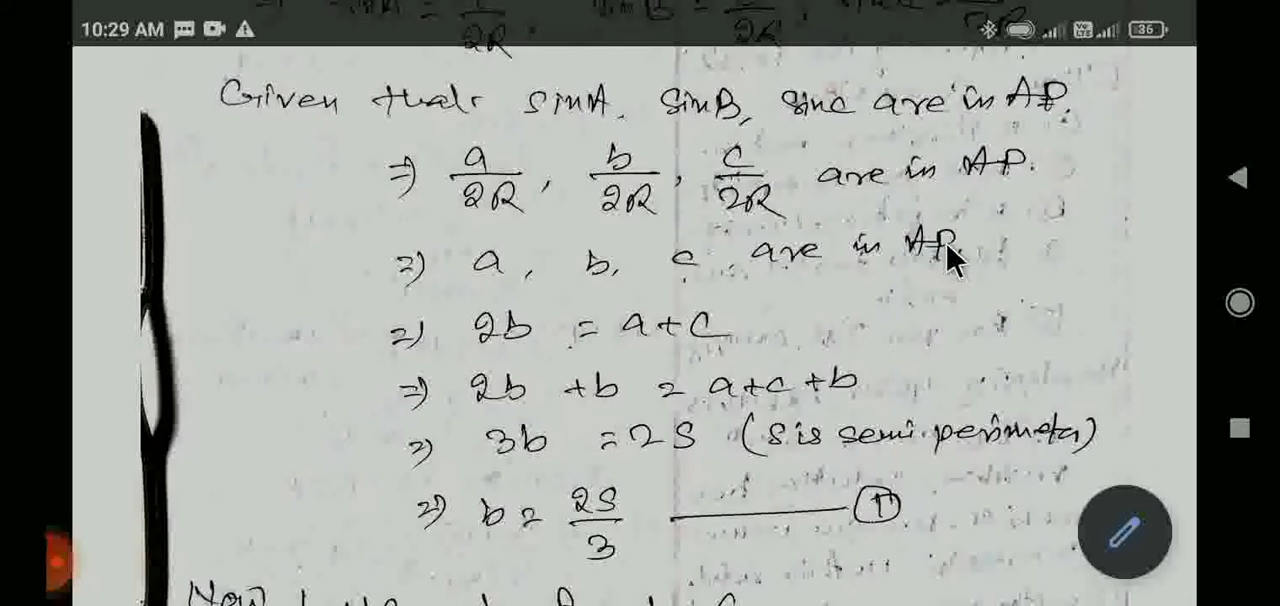 10:29 AM
36
Given that sinA, sinB, sinC are in AP.
⇒ a/2R, b/2R, c/2R are in AP.
⇒ a, b, c, are in AP.
⇒ 2b = a+c
⇒ 2b + b = a+c+b
⇒ 3b = 2S (S is semi perimeter)
⇒ b = 2S/3 ——— ①